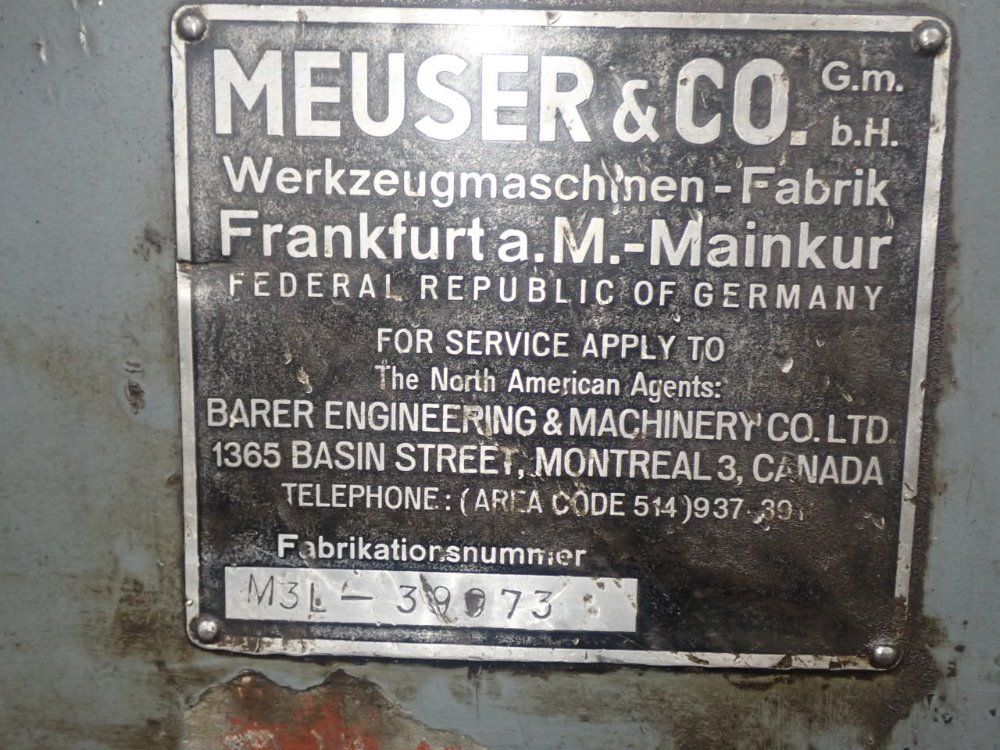 MEUSER & CO. G.m.b.H.
Werkzeugmaschinen - Fabrik
Frankfurt a. M. - Mainkur
FEDERAL REPUBLIC OF GERMANY
FOR SERVICE APPLY TO
The North American Agents:
BARER ENGINEERING & MACHINERY CO. LTD.
1365 BASIN STREET, MONTREAL 3, CANADA
TELEPHONE: (AREA CODE 514)
Fabrikationsnummer
M3L -